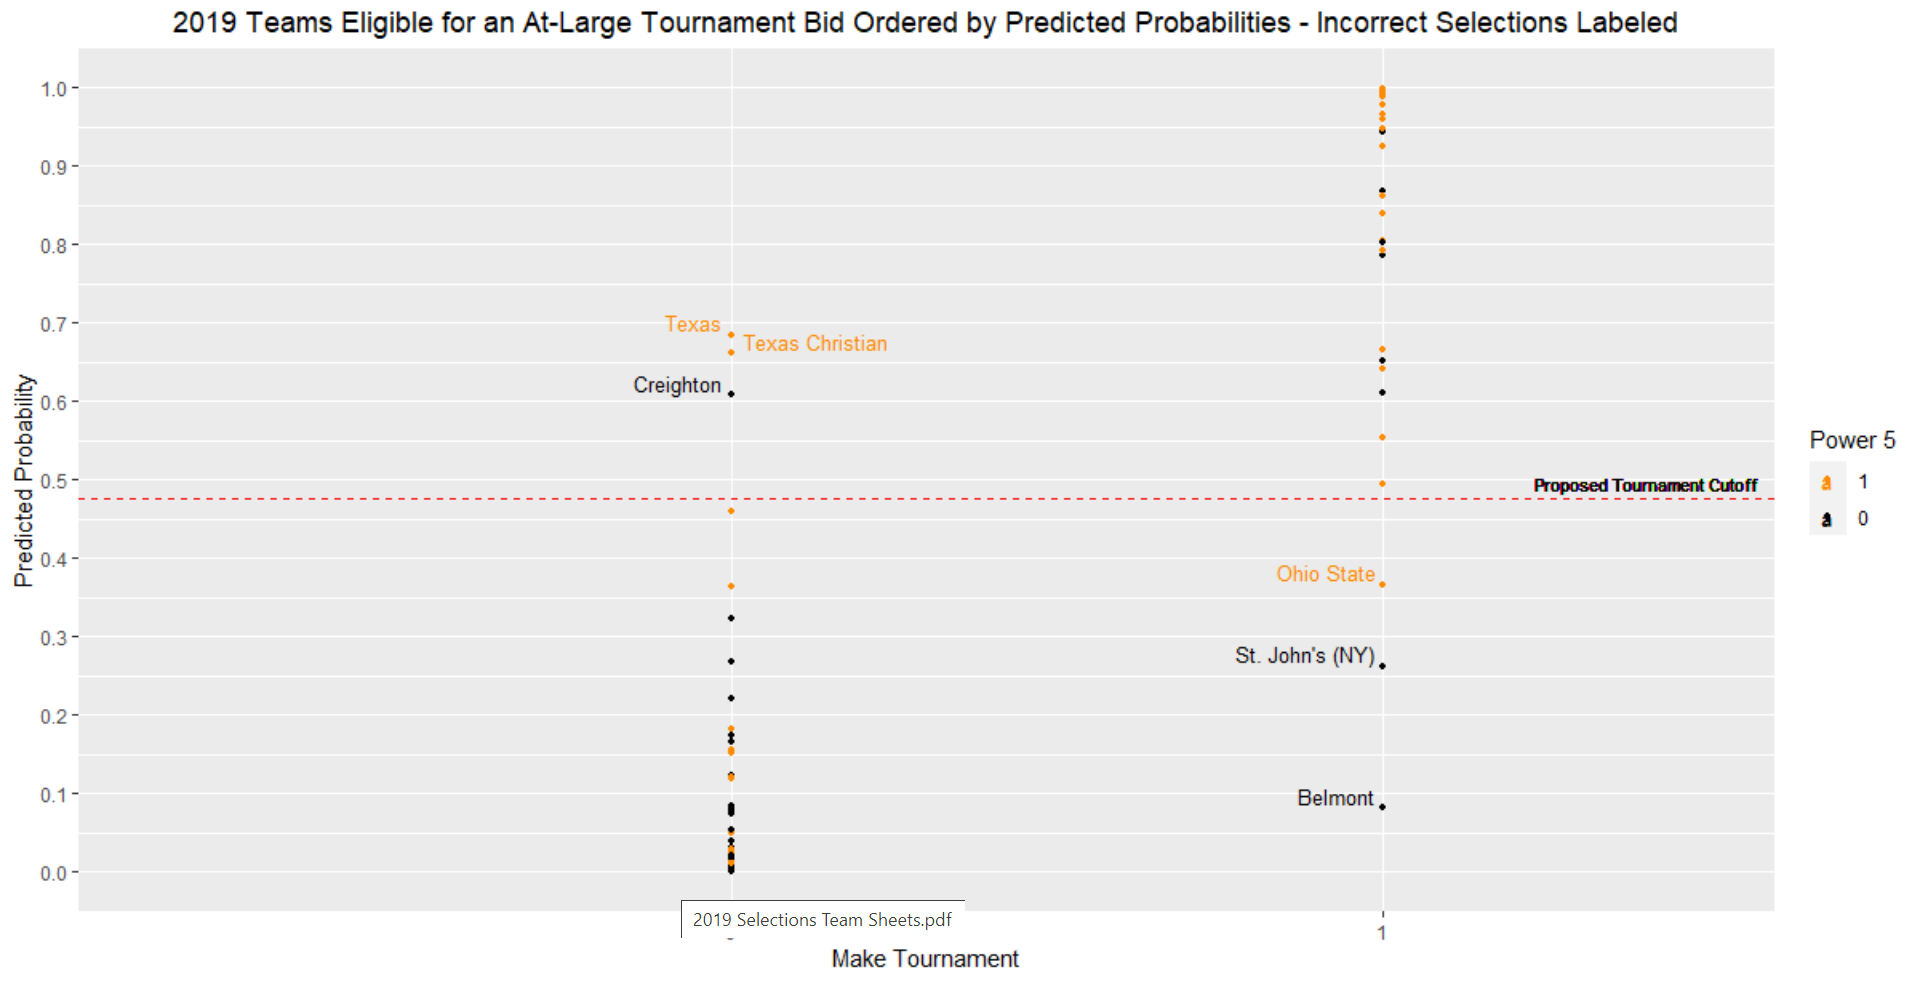 2019 Teams Eligible for an At-Large Tournament Bid Ordered by Predicted Probabilities - Incorrect Selections Labeled
Predicted Probability
1.0
0.9
0.8
0.7
0.6
0.5
0.4
0.3
0.2
0.1
0.0
Texas
Texas Christian
Creighton
Proposed Tournament Cutoff
Ohio State
St. John's (NY)
Belmont
Power 5
1
0
2019 Selections Team Sheets.pdf
1
Make Tournament